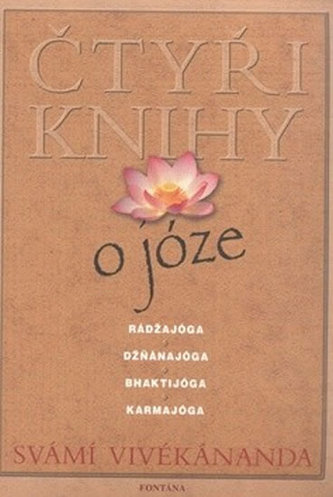 ČTYŘI
KNIHY
o józe
RÁDŽAJÓGA
DŽŇÁNAJÓGA
BHAKTIJÓGA
KARMAJÓGA
SVÁMÍ VIVÉKÁNANDA
FONTÁNA